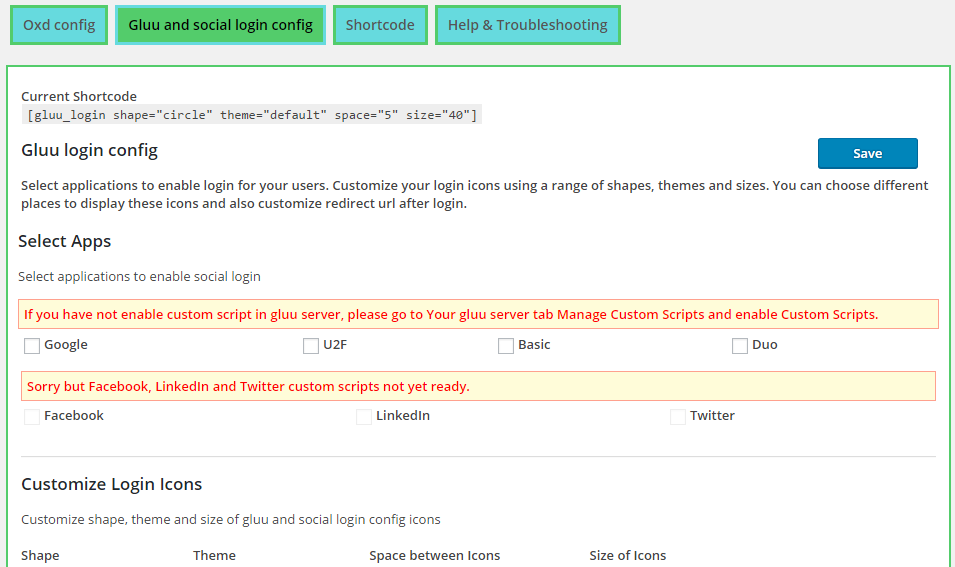 Oxd config Gluu and social login config Shortcode Help & Troubleshooting
Current Shortcode
[gluu_login shape="circle" theme="default" space="5" size="40"]
Gluu login config Save
Select applications to enable login for your users. Customize your login icons using a range of shapes, themes and sizes. You can choose different
places to display these icons and also customize redirect url after login.
Select Apps
Select applications to enable social login
If you have not enable custom script in gluu server, please go to Your gluu server tab Manage Custom Scripts and enable Custom Scripts.
Google U2F Basic Duo
Sorry but Facebook, LinkedIn and Twitter custom scripts not yet ready.
Facebook LinkedIn Twitter
Customize Login Icons
Customize shape, theme and size of gluu and social login config icons
Shape Theme Space between Icons Size of Icons